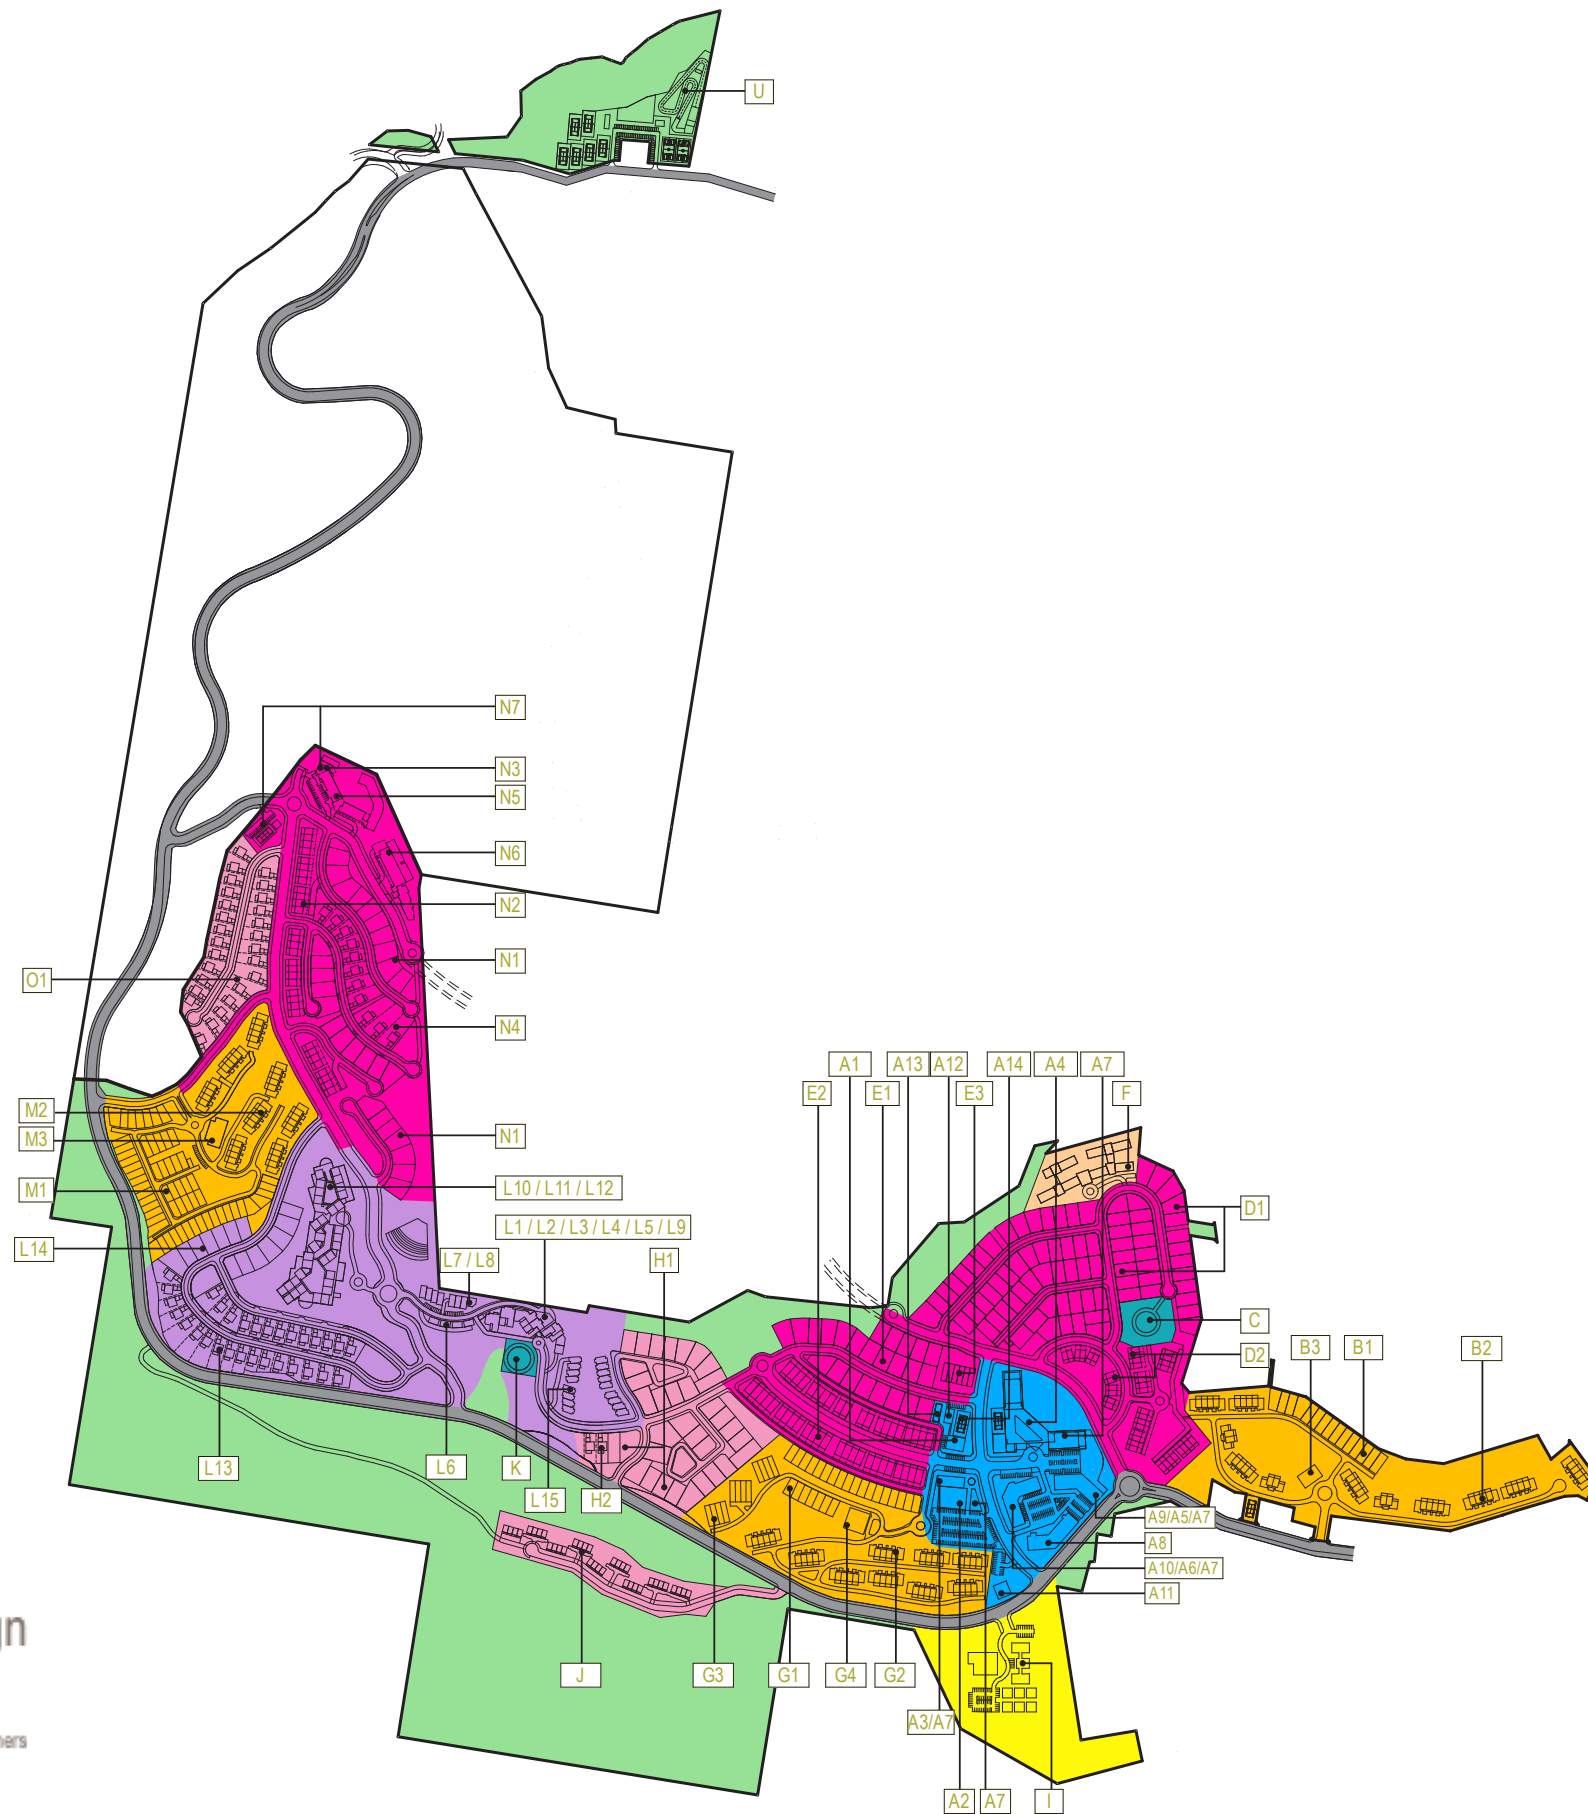 U
N7
N3
N5
N6
N2
N1
O1
N4
A1
A13
A12
A14
A4
A7
E2
E1
E3
F
M2
M3
N1
M1
L10 / L11 / L12
D1
L1 / L2 / L3 / L4 / L5 / L9
L14
L7 / L8
H1
C
D2
B3
B1
B2
L13
L6
K
L15
H2
A9/A5/A7
A8
A10/A6/A7
A11
J
G3
G1
G4
G2
A3/A7
A2
A7
I